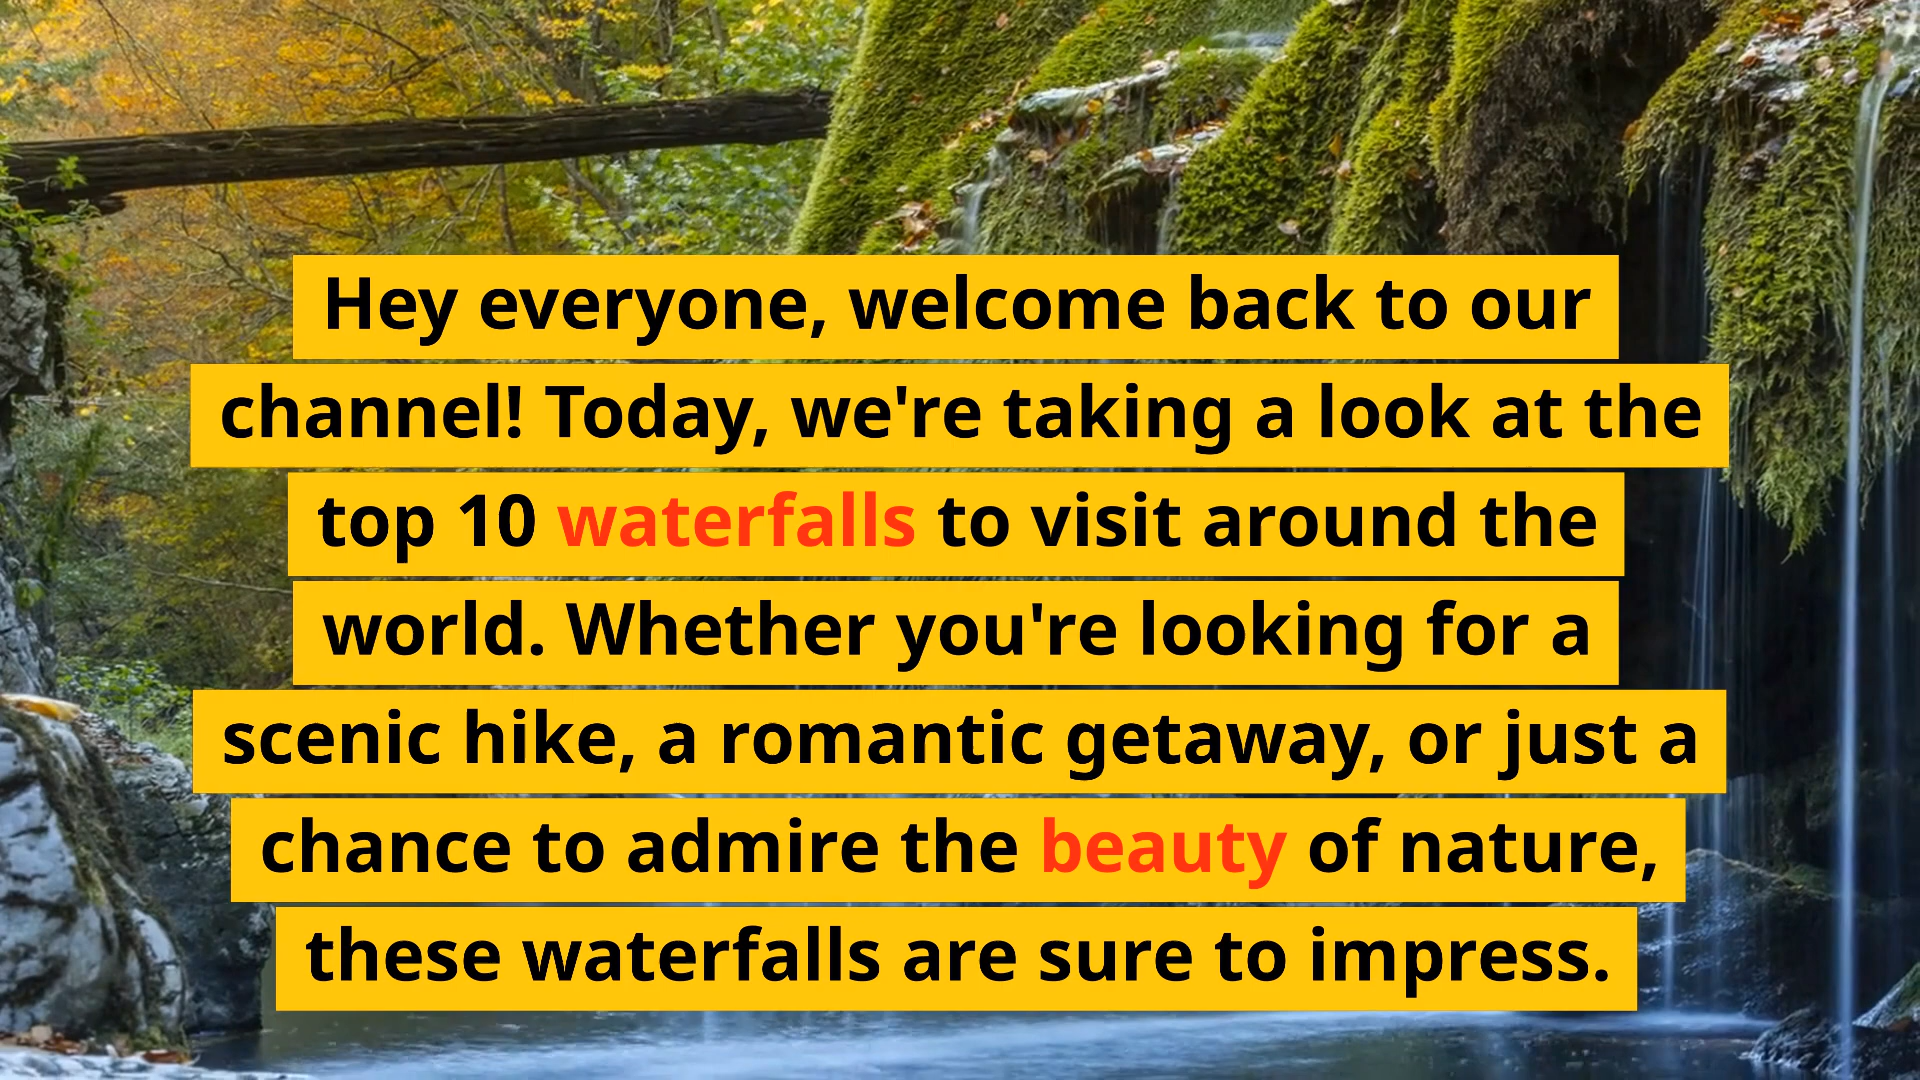 Hey everyone, welcome back to our
channel! Today, we're taking a look at the
top 10 waterfalls to visit around the
world. Whether you're looking for a
scenic hike, a romantic getaway, or just a
chance to admire the beauty of nature,
these waterfalls are sure to impress.